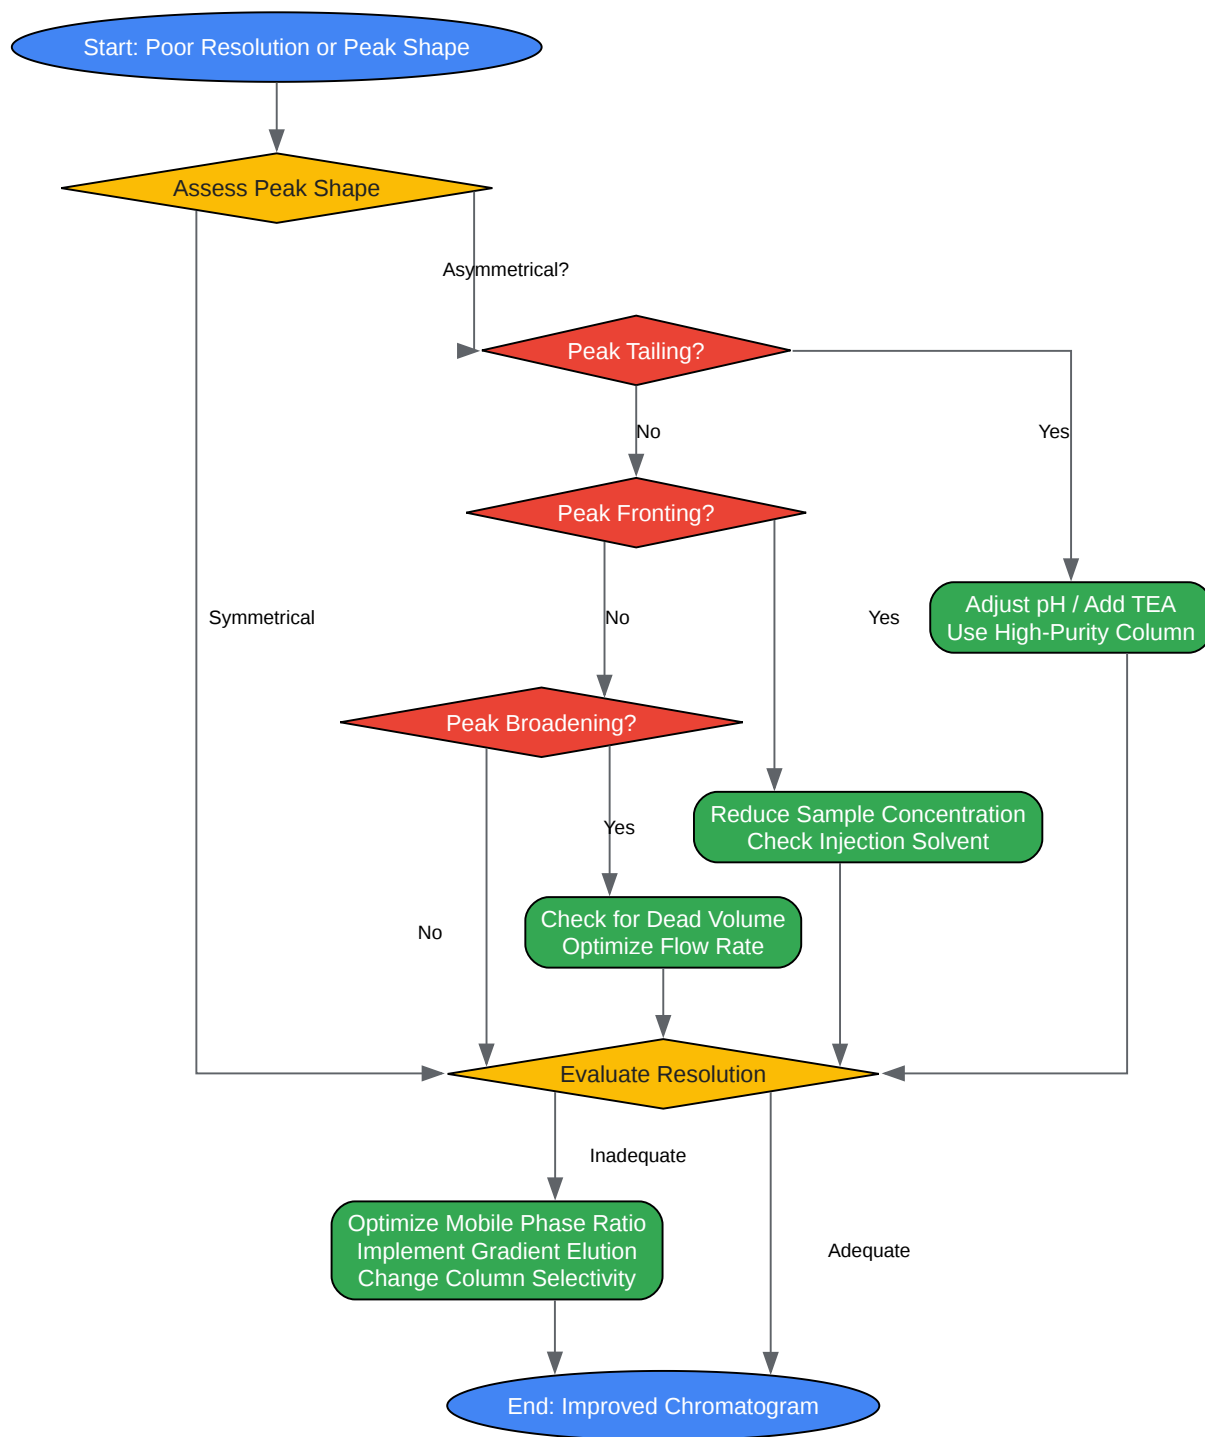 Start: Poor Resolution or Peak Shape
Assess Peak Shape
Asymmetrical?
Peak Tailing?
No
Yes
Peak Fronting?
Symmetrical
No
Yes
Adjust pH / Add TEA
Use High-Purity Column
Peak Broadening?
Yes
Reduce Sample Concentration
Check Injection Solvent
No
Check for Dead Volume
Optimize Flow Rate
Evaluate Resolution
Inadequate
Optimize Mobile Phase Ratio
Implement Gradient Elution
Change Column Selectivity
Adequate
End: Improved Chromatogram